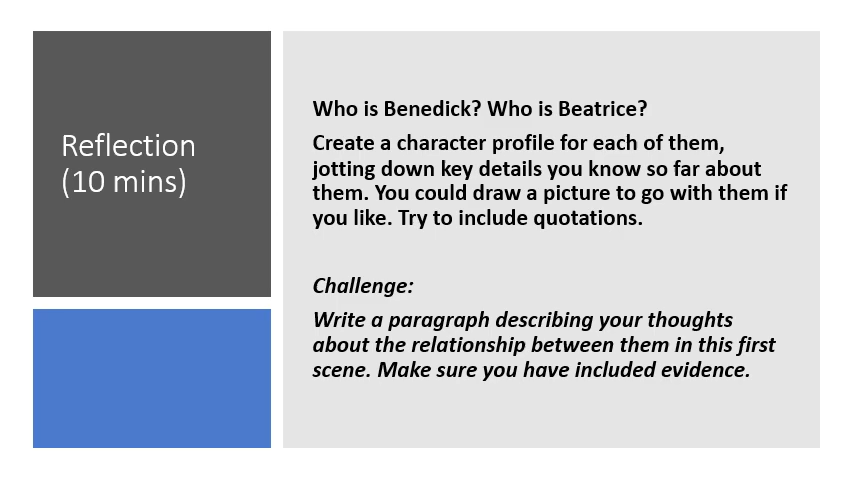 Reflection
(10 mins)
Who is Benedick? Who is Beatrice?
Create a character profile for each of them,
jotting down key details you know so far about
them. You could draw a picture to go with them if
you like. Try to include quotations.
Challenge:
Write a paragraph describing your thoughts
about the relationship between them in this first
scene. Make sure you have included evidence.